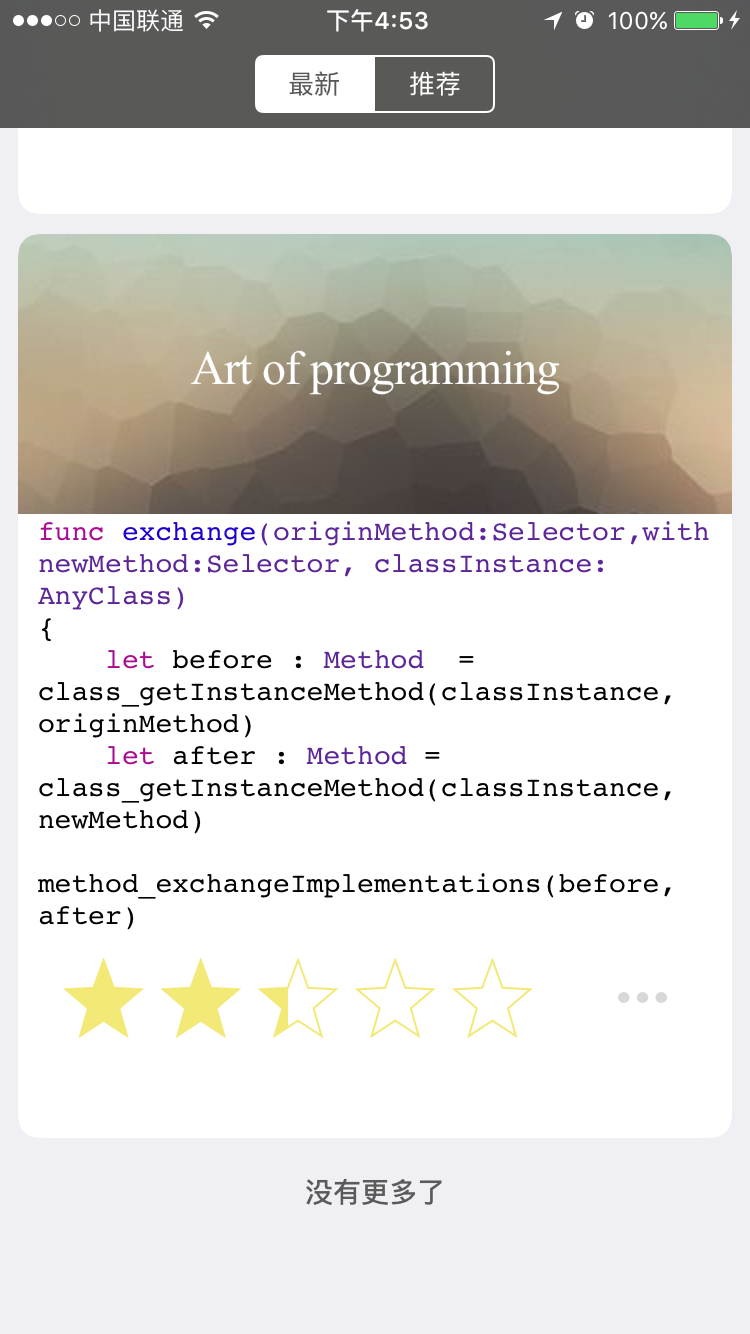 中国联通 下午4:53 100%
最新 推荐
Art of programming
func exchange(originMethod:Selector,with
newMethod:Selector, classInstance:
AnyClass)
{
    let before : Method  =
class_getInstanceMethod(classInstance,
originMethod)
    let after : Method =
class_getInstanceMethod(classInstance,
newMethod)
method_exchangeImplementations(before,
after)
没有更多了